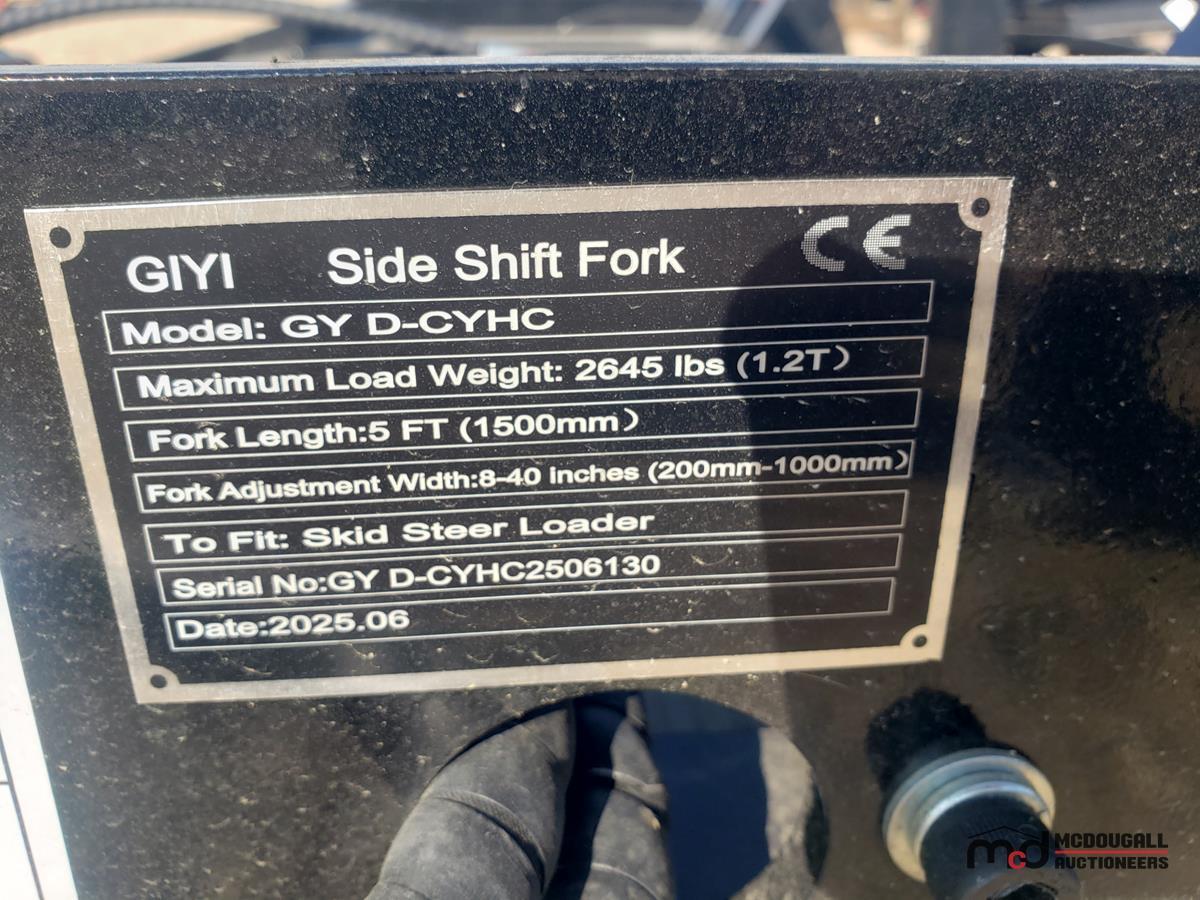 GIYI Side Shift Fork CE
Model: GY D-CYHC
Maximum Load Weight: 2645 lbs (1.2T)
Fork Length:5 FT (1500mm)
Fork Adjustment Width:8-40 inches (200mm-1000mm)
To Fit: Skid Steer Loader
Serial No:GY D-CYHC2506130
Date:2025.06
mcd MCDOUGALL
AUCTIONEERS